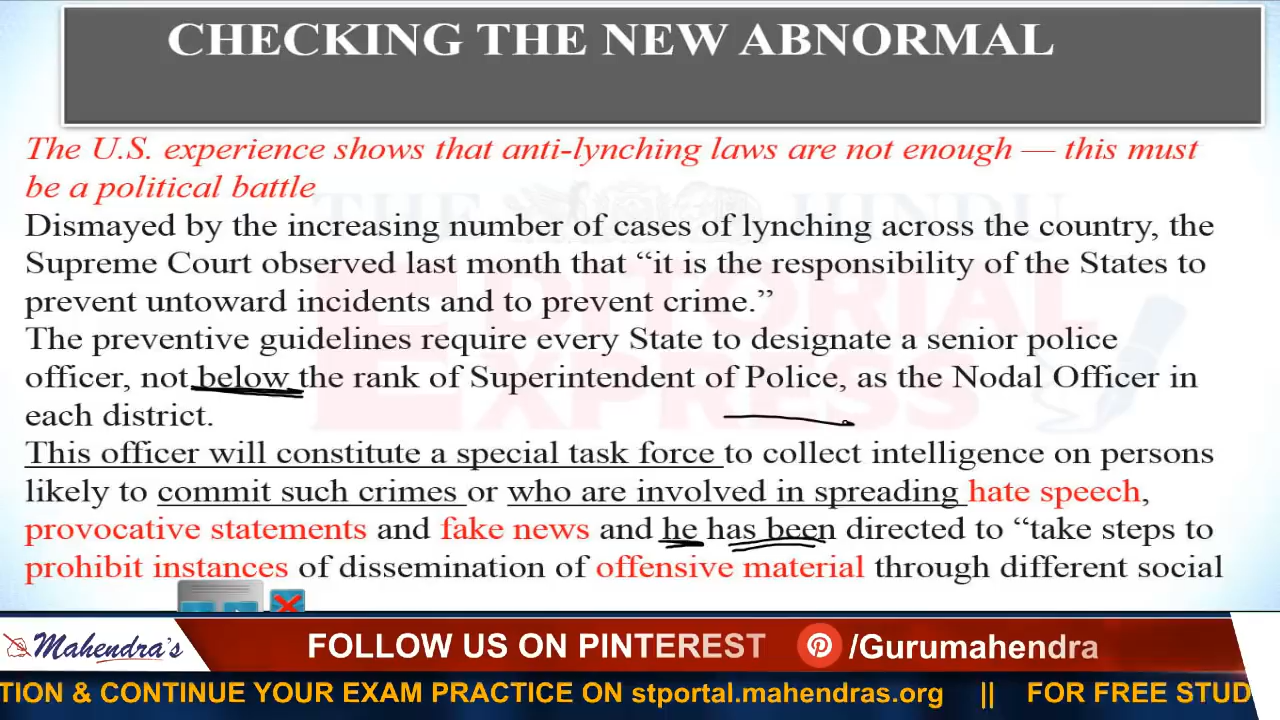 CHECKING THE NEW ABNORMAL
The U.S. experience shows that anti-lynching laws are not enough — this must
be a political battle
THE HINDU
Dismayed by the increasing number of cases of lynching across the country, the
Supreme Court observed last month that “it is the responsibility of the States to
prevent untoward incidents and to prevent crime.”
EDITORIAL
EXPRESS
The preventive guidelines require every State to designate a senior police
officer, not below the rank of Superintendent of Police, as the Nodal Officer in
each district.
This officer will constitute a special task force to collect intelligence on persons
likely to commit such crimes or who are involved in spreading hate speech,
provocative statements and fake news and he has been directed to “take steps to
prohibit instances of dissemination of offensive material through different social
Mahendra's
FOLLOW US ON PINTEREST
/Gurumahendra
TION & CONTINUE YOUR EXAM PRACTICE ON stportal.mahendras.org || FOR FREE STUD